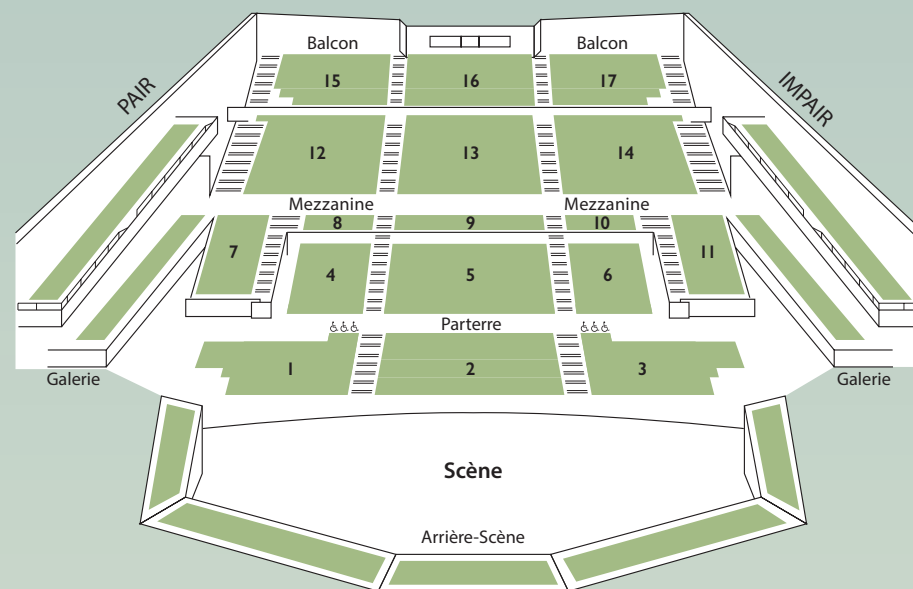 Balcon Balcon
15 16 17
PAIR IMPAIR
12 13 14
Mezzanine Mezzanine
8 9 10
7 11
4 5 6
Parterre
1 2 3
Galerie Galerie
Scène
Arrière-Scène